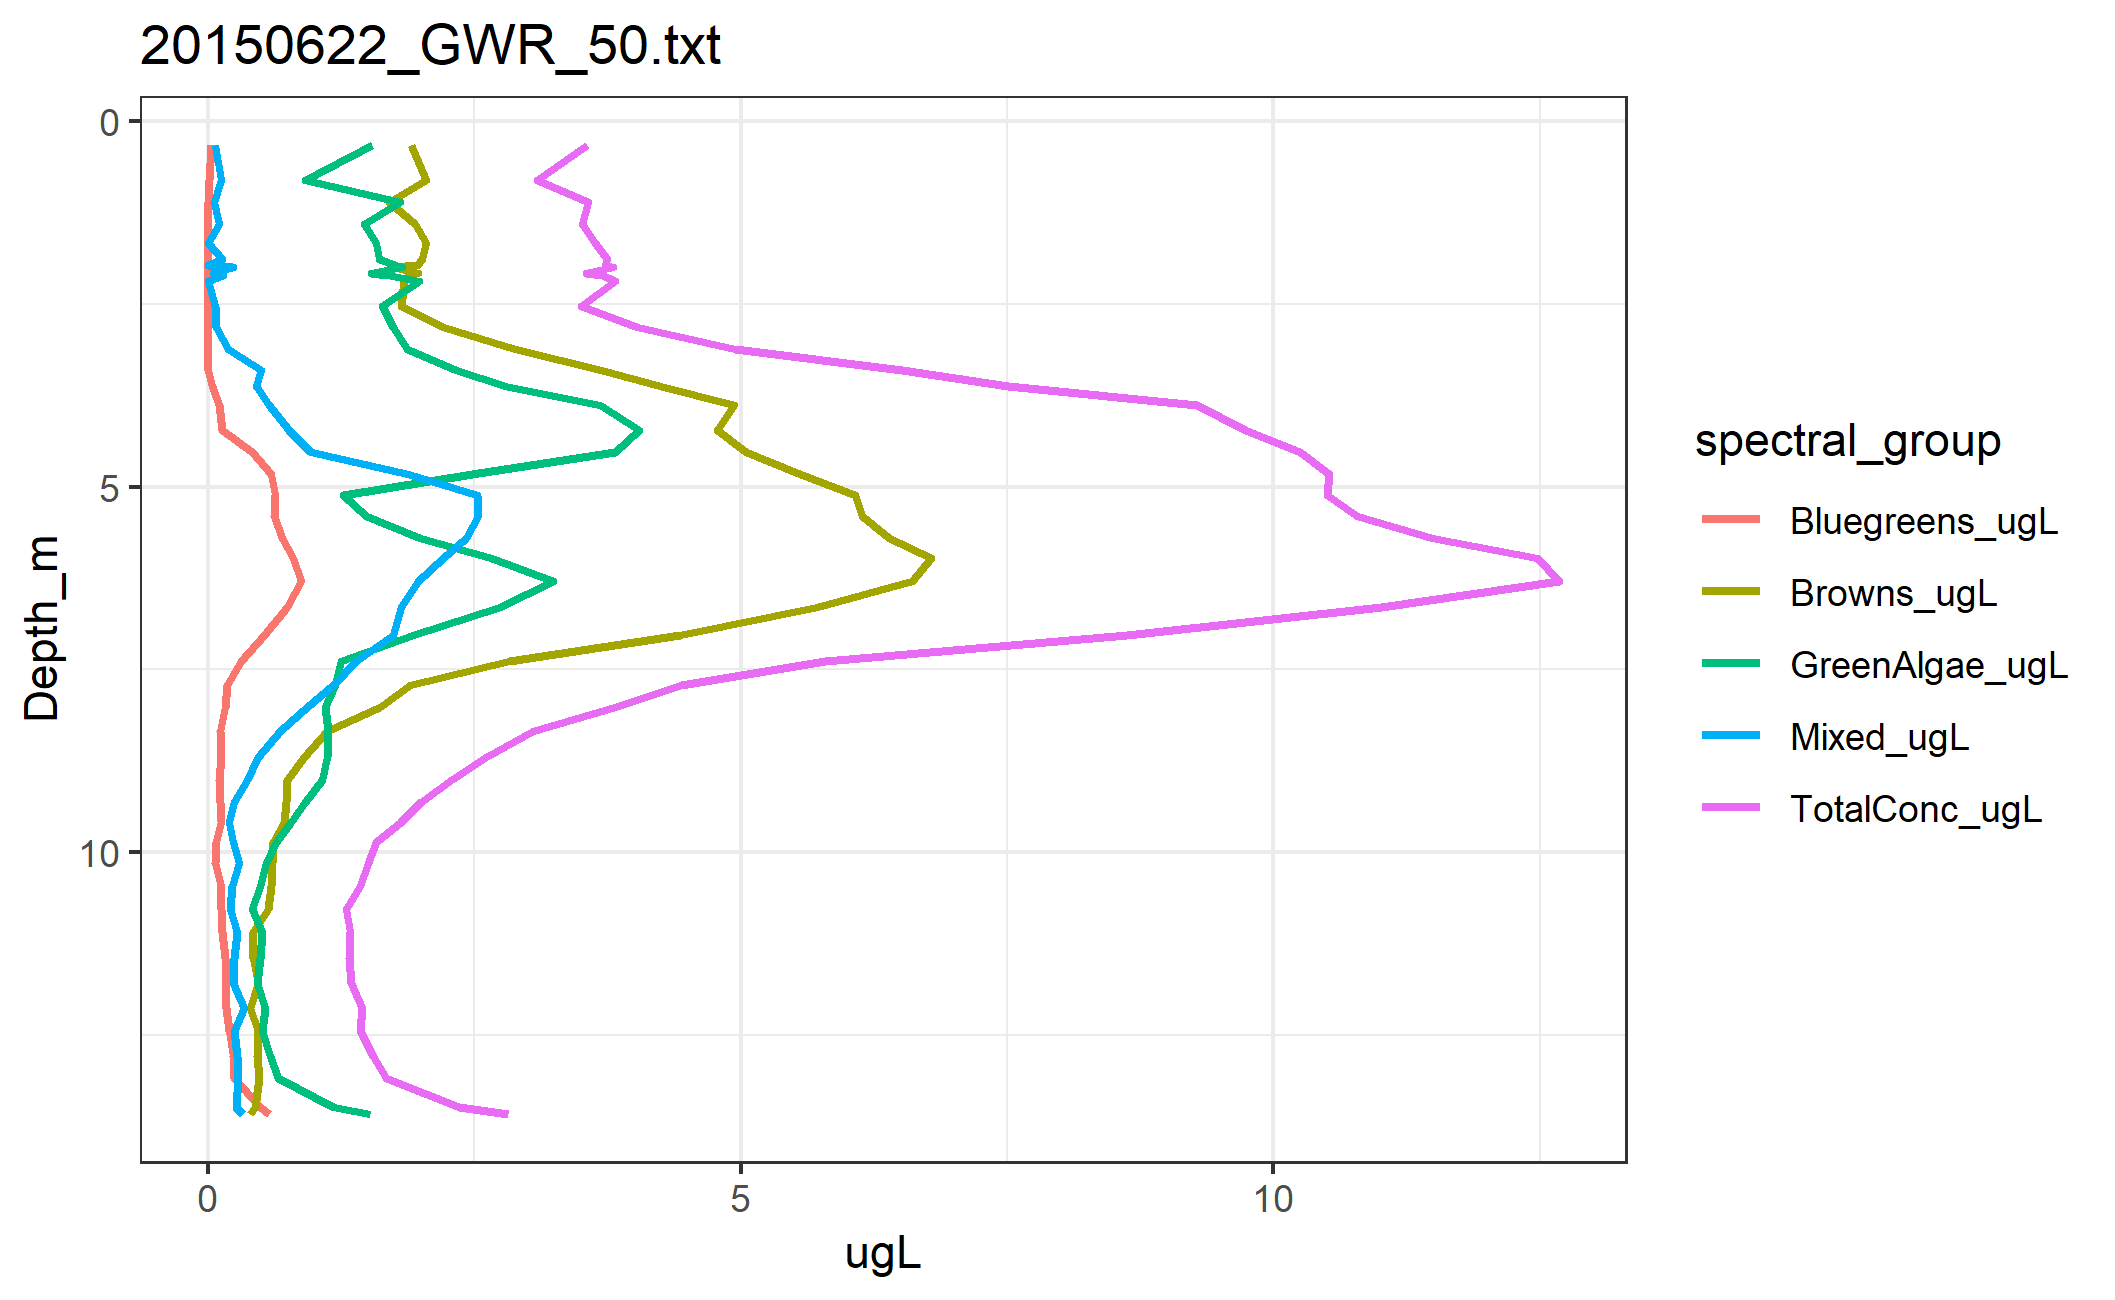 20150622_GWR_50.txt
0
5
10
Depth_m
0
5
10
ugL
spectral_group
Bluegreens_ugL
Browns_ugL
GreenAlgae_ugL
Mixed_ugL
TotalConc_ugL